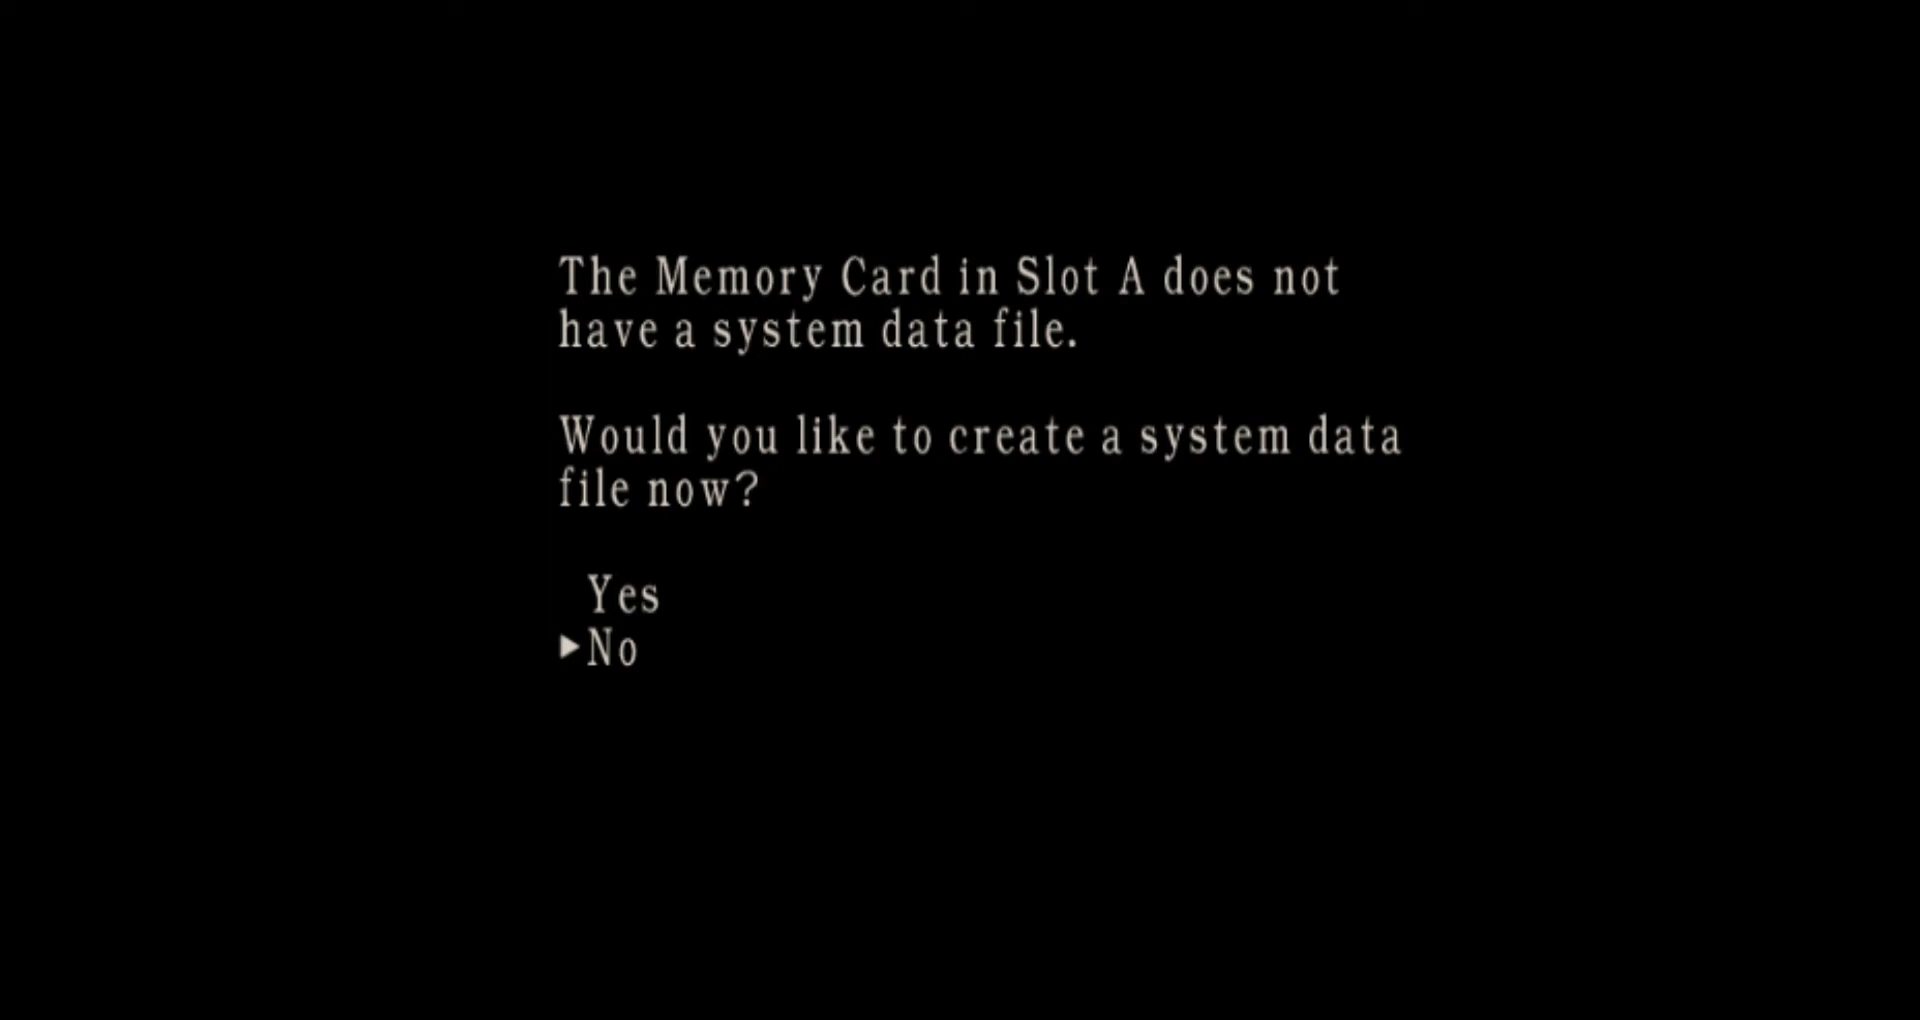 The Memory Card in Slot A does not
have a system data file.
Would you like to create a system data
file now?
Yes
▶No